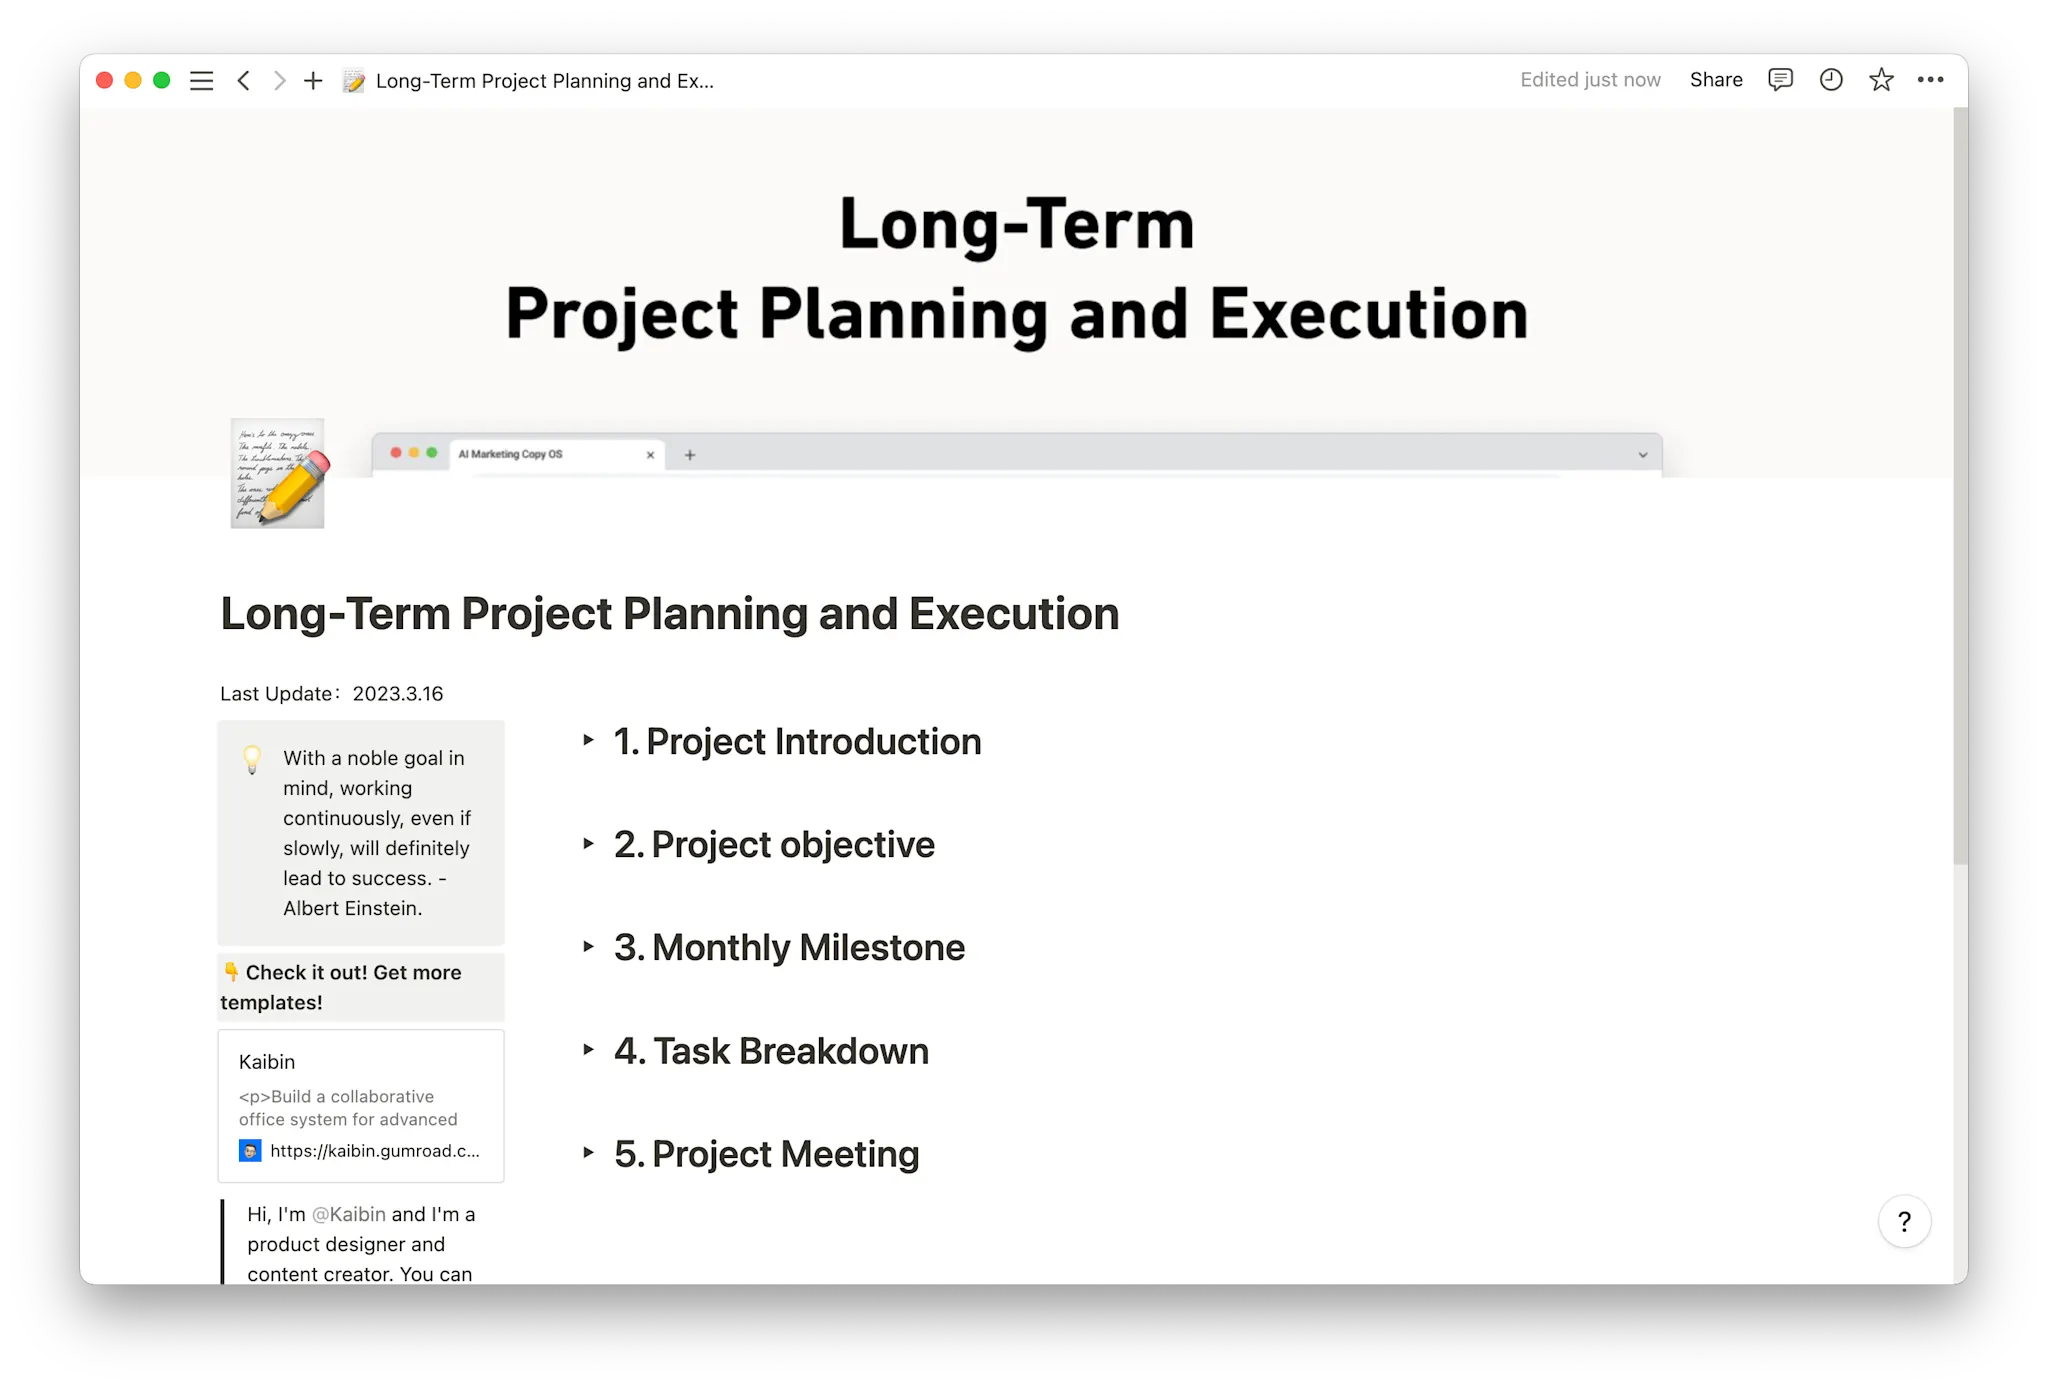 Long-Term Project Planning and Ex...
Edited just now
Share
Long-Term
Project Planning and Execution
AI Marketing Copy OS
Long-Term Project Planning and Execution
Last Update: 2023.3.16
With a noble goal in
mind, working
continuously, even if
slowly, will definitely
lead to success. -
Albert Einstein.
👇 Check it out! Get more
templates!
Kaibin
<p>Build a collaborative
office system for advanced
https://kaibin.gumroad.c...
Hi, I'm @Kaibin and I'm a
product designer and
content creator. You can
1. Project Introduction
2. Project objective
3. Monthly Milestone
4. Task Breakdown
5. Project Meeting
?